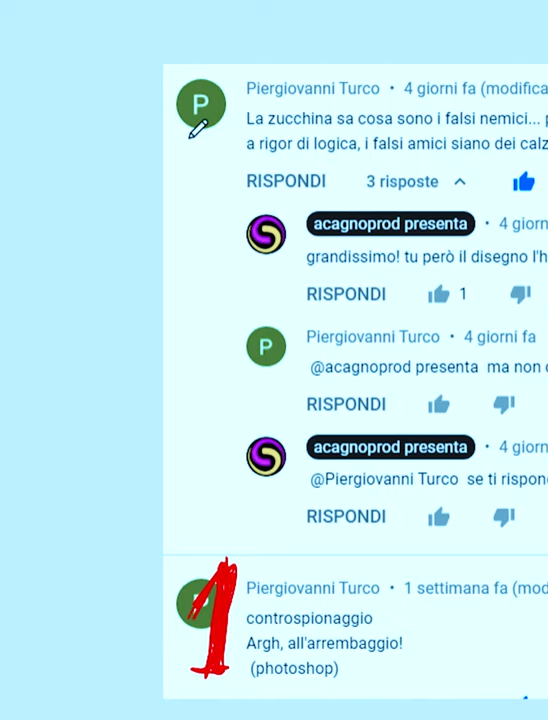 P
Piergiovanni Turco • 4 giorni fa (modifica
La zucchina sa cosa sono i falsi nemici... p
a rigor di logica, i falsi amici siano dei calz
RISPONDI 3 risposte
acagnoprod presenta • 4 giorn
grandissimo! tu però il disegno l'h
RISPONDI 1
P
Piergiovanni Turco • 4 giorni fa
@acagnoprod presenta ma non c
RISPONDI
acagnoprod presenta • 4 giorn
@Piergiovanni Turco se ti rispon
RISPONDI
1
P
Piergiovanni Turco • 1 settimana fa (mod
controspionaggio
Argh, all'arrembaggio!
(photoshop)